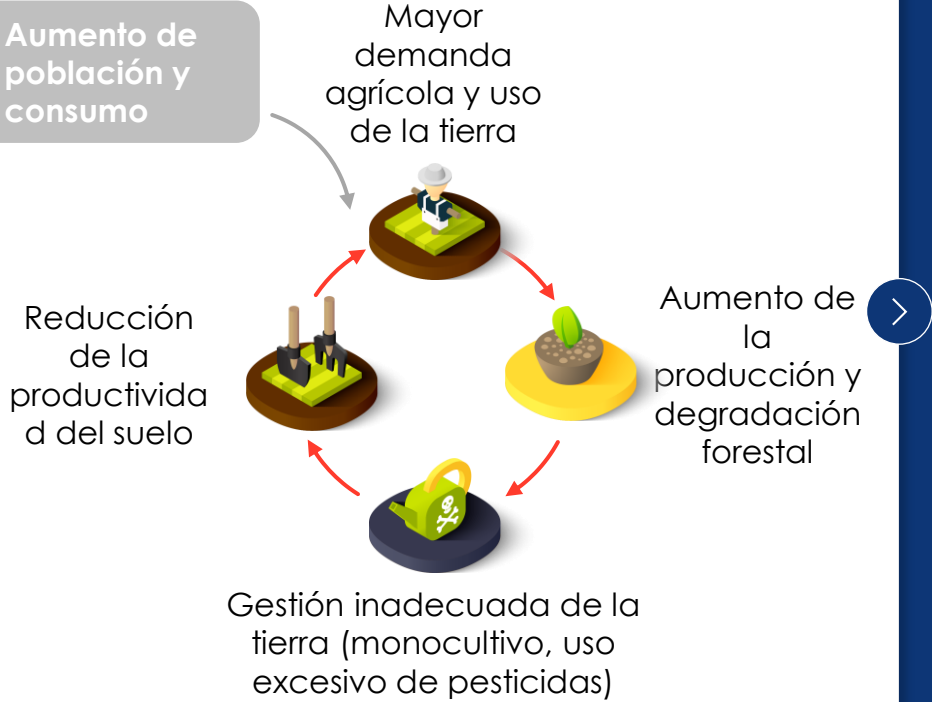 Aumento de
población y
consumo
Mayor
demanda
agrícola y uso
de la tierra
Aumento de
la
producción y
degradación
forestal
Gestión inadecuada de la
tierra (monocultivo, uso
excesivo de pesticidas)
Reducción
de la
productivida
d del suelo